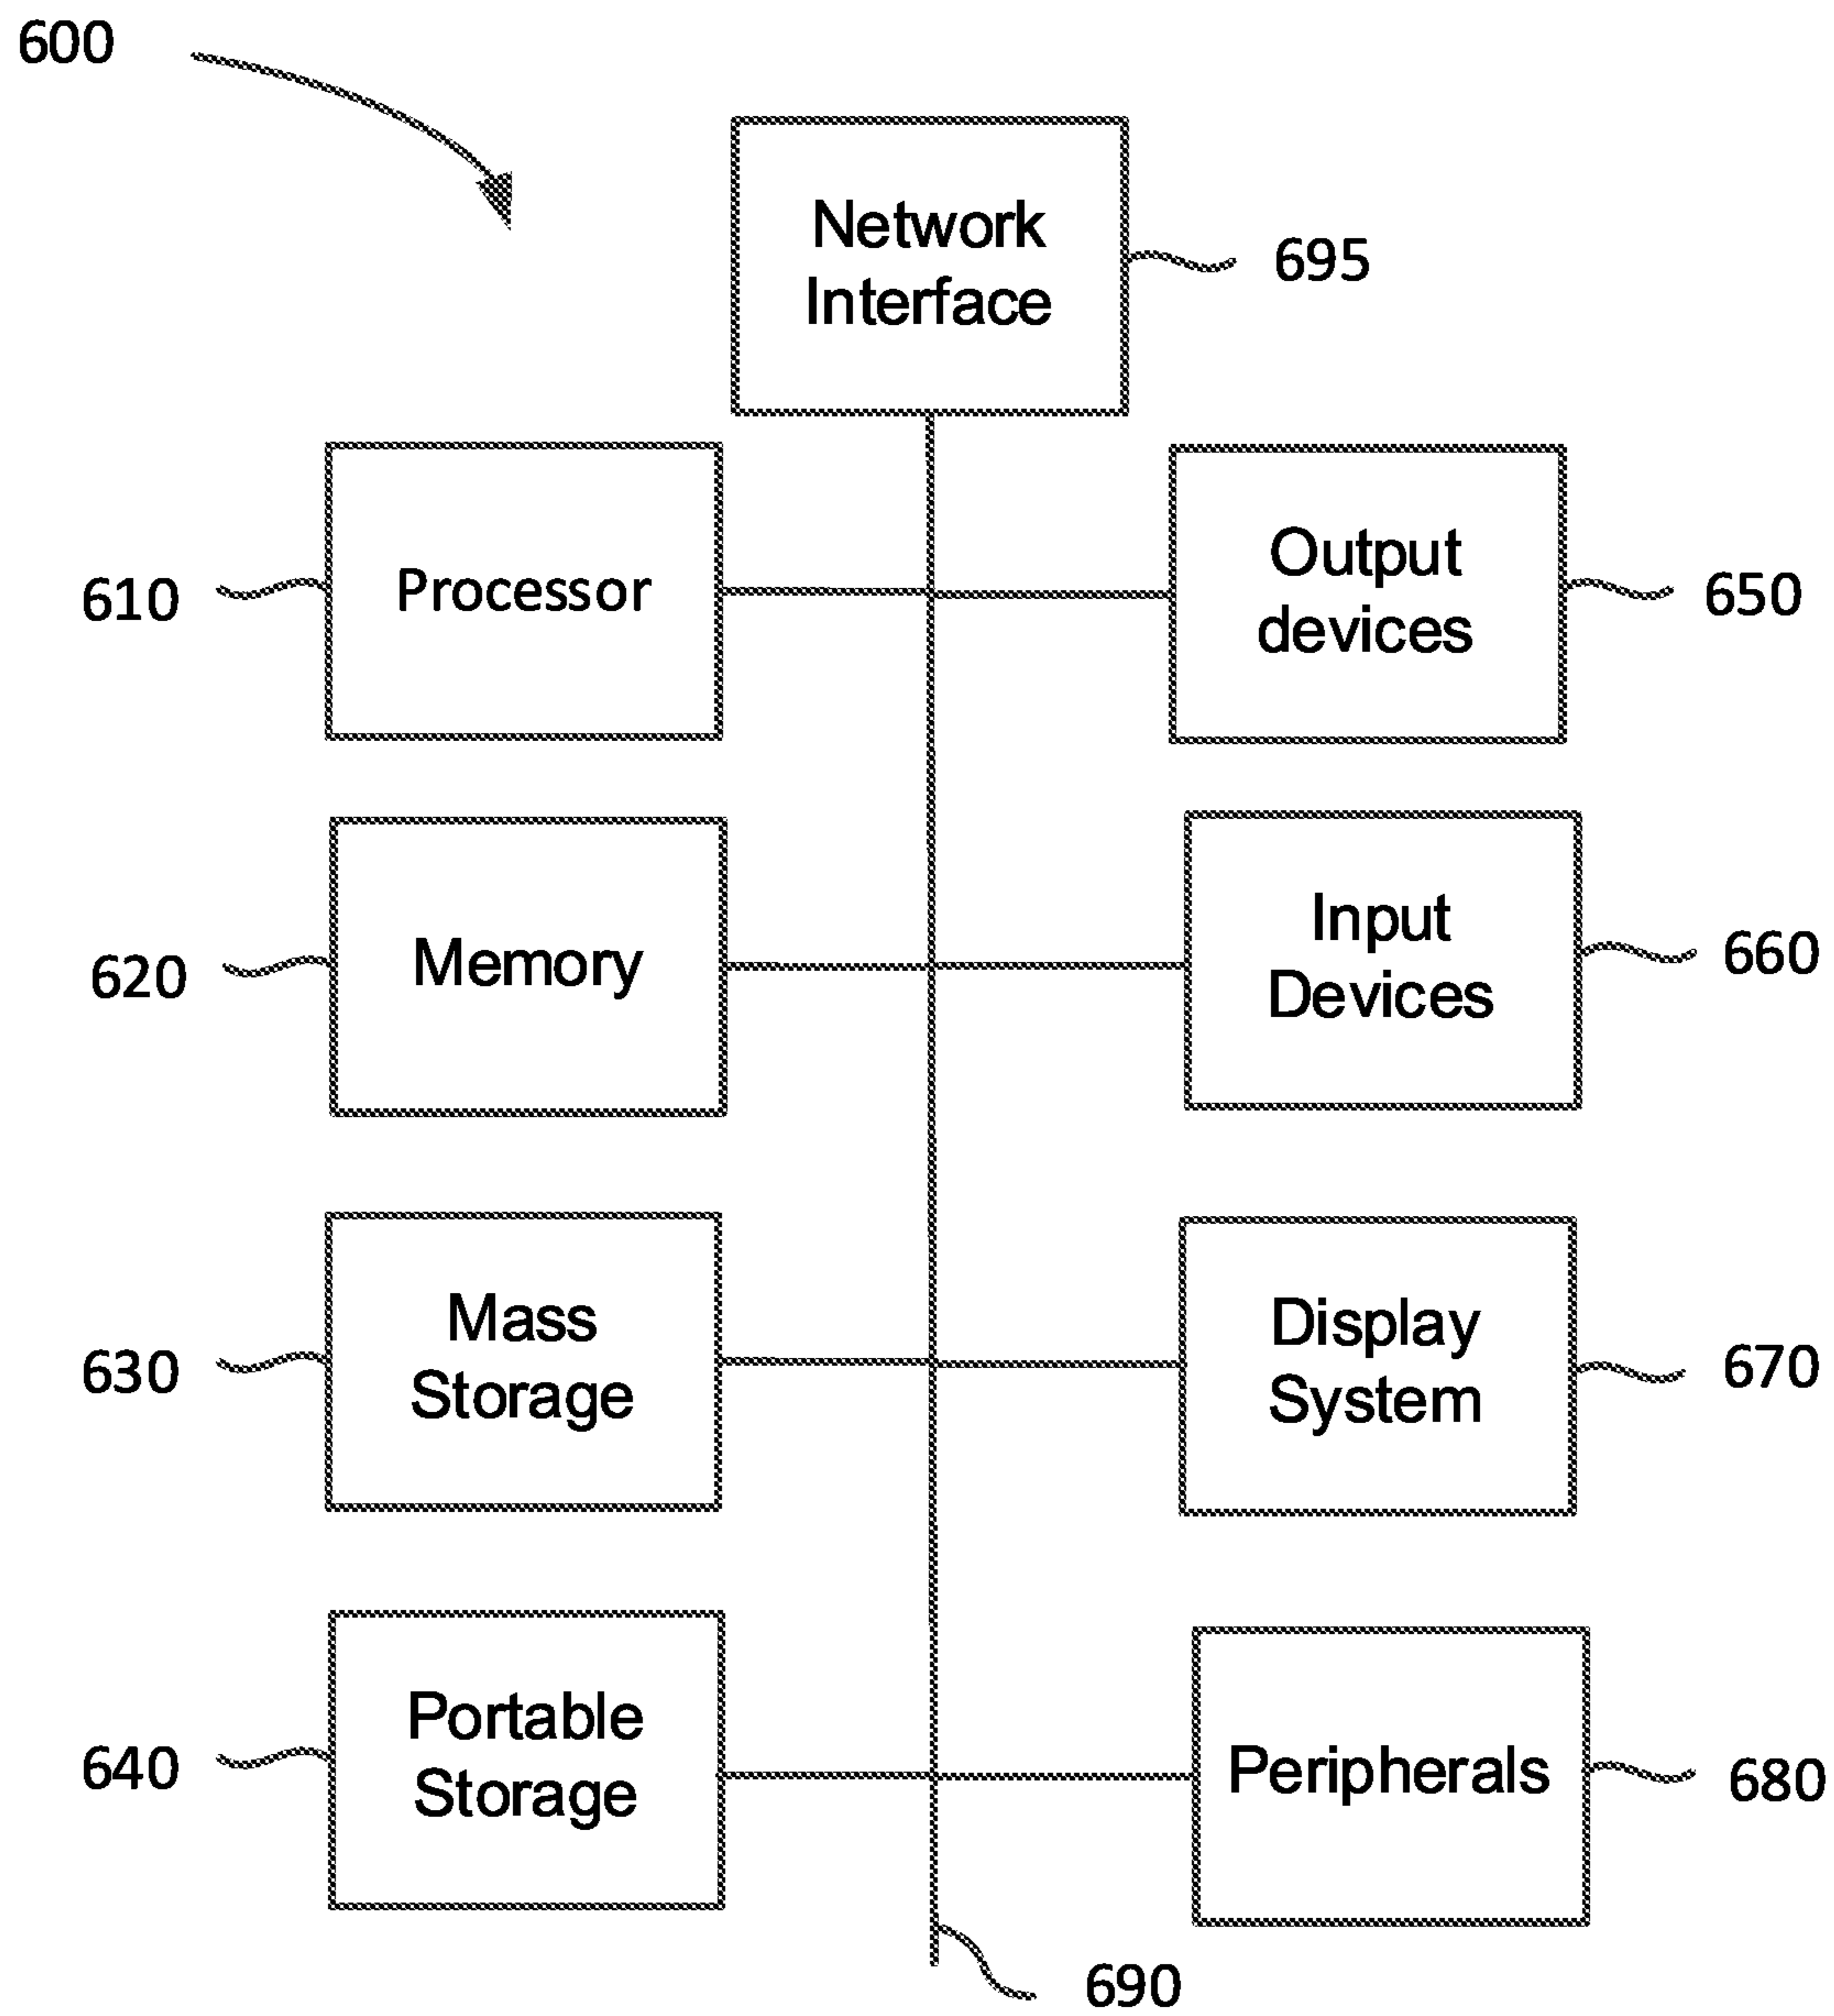 600
Network
Interface
695
610
Processor
Output
devices
650
620
Memory
Input
Devices
660
630
Mass
Storage
Display
System
670
640
Portable
Storage
Peripherals
680
690